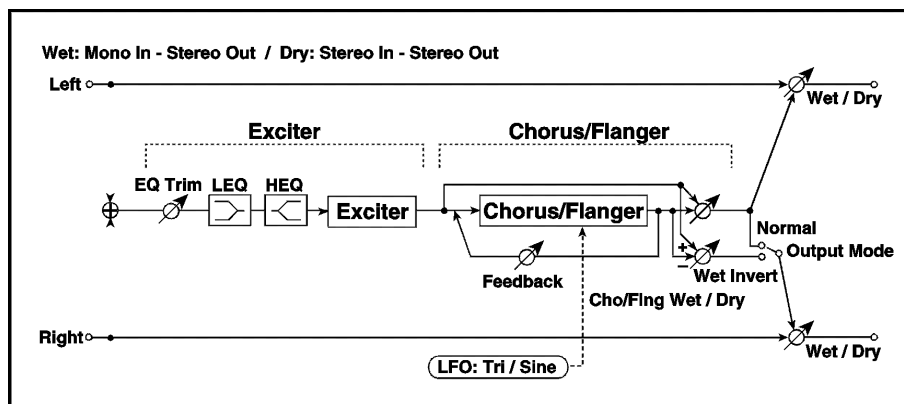 Wet: Mono In - Stereo Out / Dry: Stereo In - Stereo Out
Left
Wet / Dry
Exciter
Chorus/Flanger
EQ Trim
LEQ
HEQ
Exciter
Chorus/Flanger
Normal
Output Mode
+
−
Wet Invert
Feedback
Cho/Flng Wet / Dry
Right
Wet / Dry
LFO: Tri / Sine